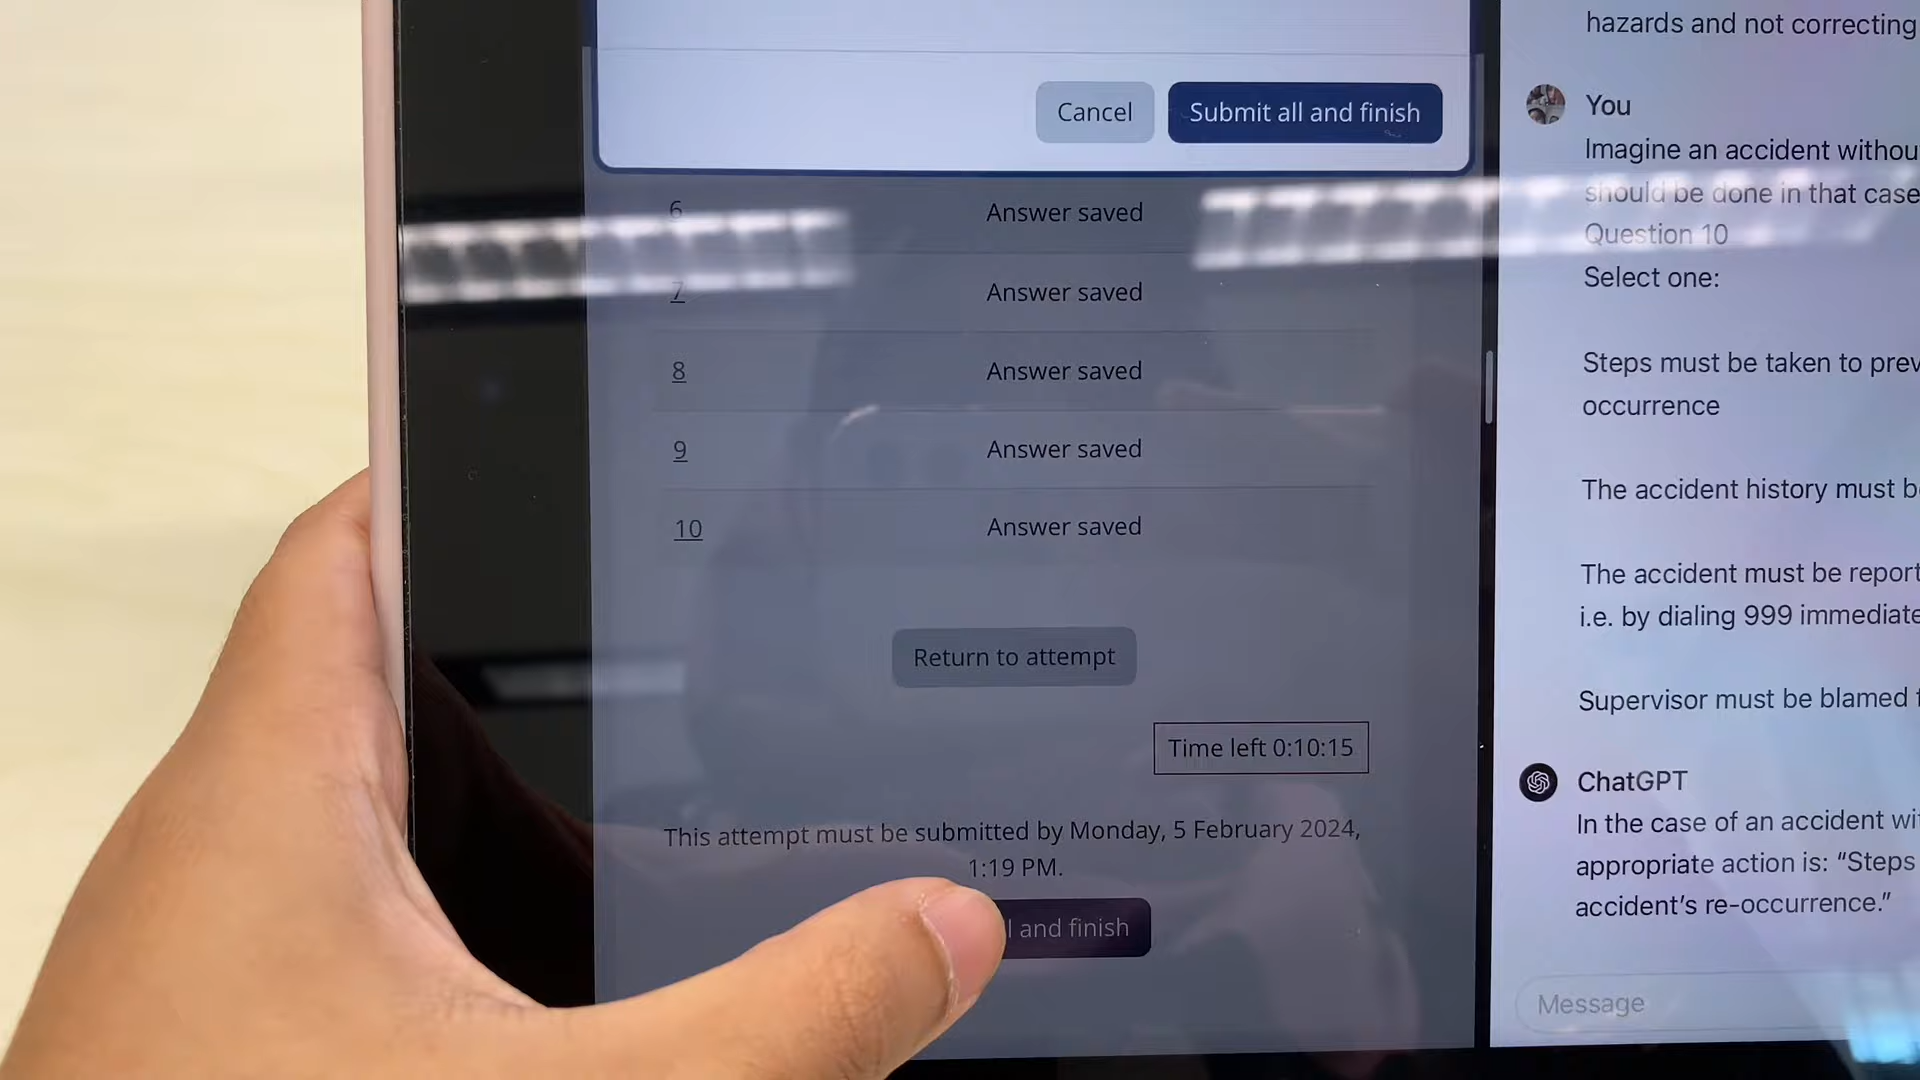 Cancel
Submit all and finish
6 Answer saved
7 Answer saved
8 Answer saved
9 Answer saved
10 Answer saved
Return to attempt
Time left 0:10:15
This attempt must be submitted by Monday, 5 February 2024,
1:19 PM.
and finish
hazards and not correcting
You
Imagine an accident
should be done in that case
Question 10
Select one:
Steps must be taken to
occurrence
The accident history must
The accident must be
i.e. by dialing 999
Supervisor must be blamed
ChatGPT
In the case of an accident
appropriate action is: “Steps
accident’s re-occurrence.”
Message